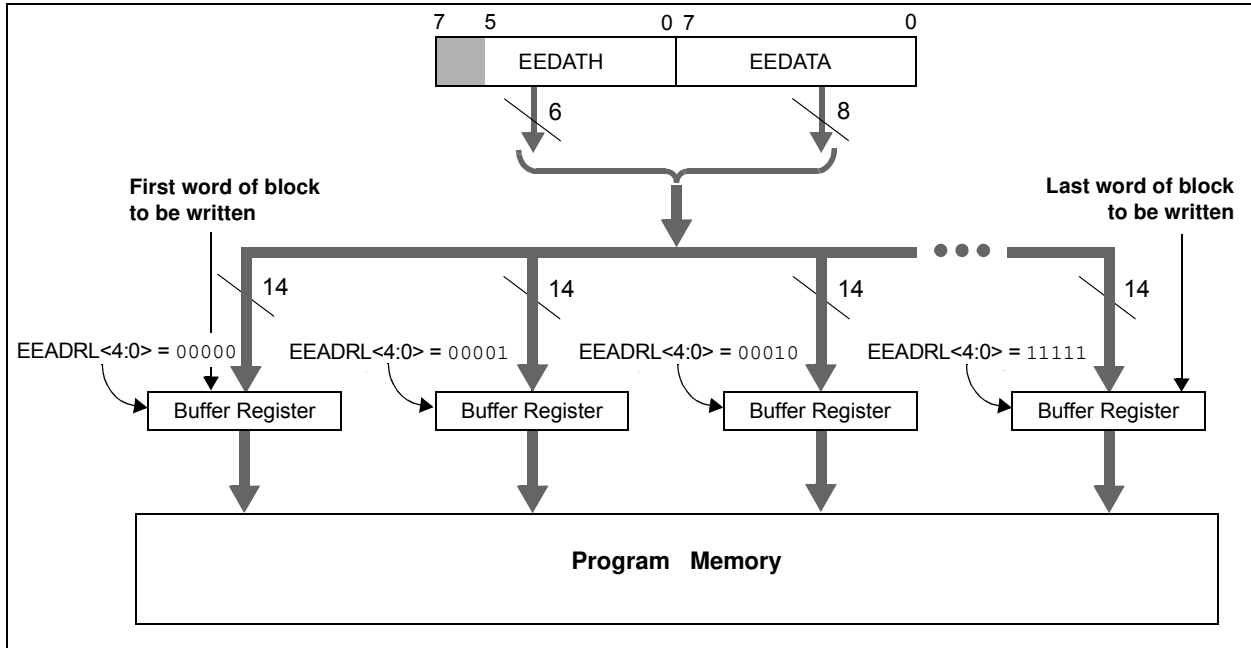 7 5 0 7 0
EEDATH EEDATA
6 8
First word of block
to be written
Last word of block
to be written
14 14 14 14
EEADRL<4:0> = 00000 EEADRL<4:0> = 00001 EEADRL<4:0> = 00010 EEADRL<4:0> = 11111
Buffer Register Buffer Register Buffer Register Buffer Register
Program Memory